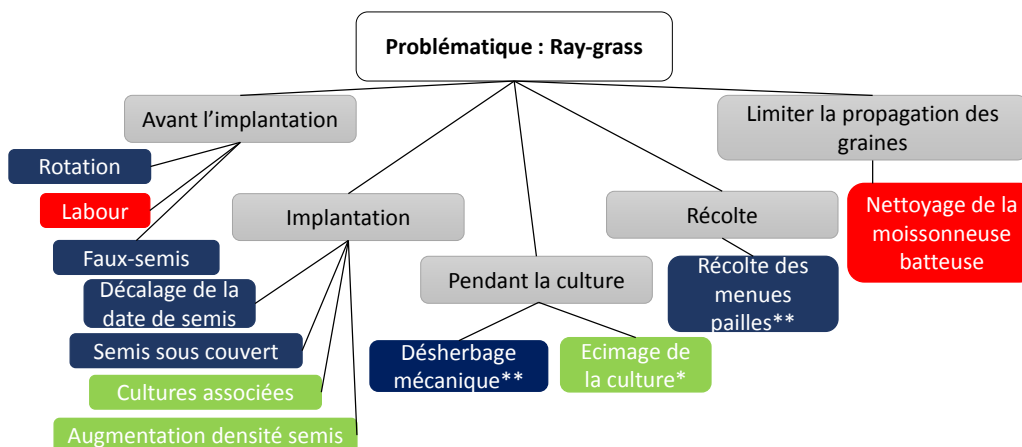 Problématique : Ray-grass
Avant l'implantation
Rotation
Labour
Faux-semis
Implantation
Décalage de la
date de semis
Semis sous couvert
Cultures associées
Augmentation densité semis
Pendant la culture
Désherbage
mécanique**
Ecimage de
la culture*
Récolte
Récolte des
menues
pailles**
Limiter la propagation des
graines
Nettoyage de la
moissonneuse
batteuse